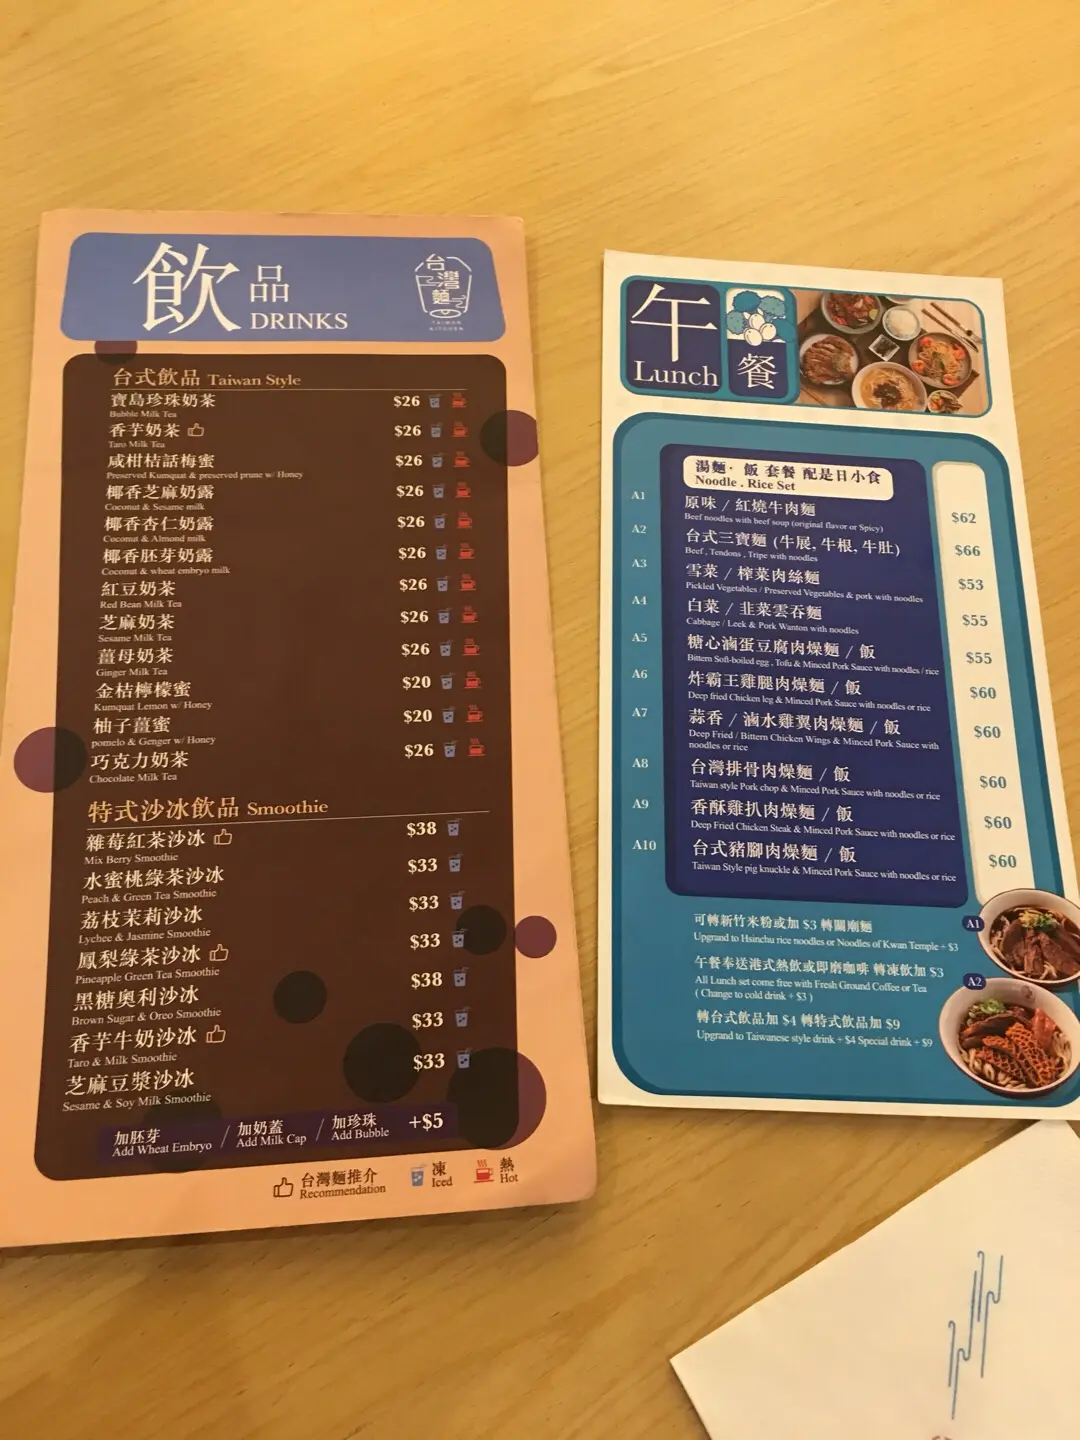 飲品
DRINKS
台灣麵
TAIWAN
KITCHEN
台式飲品 Taiwan Style
寶島珍珠奶茶 $26
Bubble Milk Tea
香芋奶茶 $26
Taro Milk Tea
咸柑桔話梅蜜 $26
Preserved Kumquat & preserved prune w/ Honey
椰香芝麻奶露 $26
Coconut & Sesame milk
椰香杏仁奶露 $26
Coconut & Almond milk
椰香胚芽奶露 $26
Coconut & wheat embryo milk
紅豆奶茶 $26
Red Bean Milk Tea
芝麻奶茶 $26
Sesame Milk Tea
薑母奶茶 $26
Ginger Milk Tea
金桔檸檬蜜 $20
Kumquat Lemon w/ Honey
柚子薑蜜 $20
pomelo & Genger w/ Honey
巧克力奶茶 $26
Chocolate Milk Tea
特式沙冰飲品 Smoothie
雜莓紅茶沙冰 $38
Mix Berry Smoothie
水蜜桃綠茶沙冰 $33
Peach & Green Tea Smoothie
荔枝茉莉沙冰 $33
Lychee & Jasmine Smoothie
鳳梨綠茶沙冰 $33
Pineapple Green Tea Smoothie
黑糖奧利沙冰 $38
Brown Sugar & Oreo Smoothie
香芋牛奶沙冰 $33
Taro & Milk Smoothie
芝麻豆漿沙冰 $33
Sesame & Soy Milk Smoothie
加胚芽 / 加奶蓋 / 加珍珠 +$5
Add Wheat Embryo Add Milk Cap Add Bubble
台灣麵推介 凍 熱
Recommendation Iced Hot
午餐
Lunch
湯麵· 飯 套餐 配是日小食
Noodle . Rice Set
A1 原味 / 紅燒牛肉麵 $62
Beef noodles with beef soup (original flavor or Spicy)
A2 台式三寶麵 (牛展, 牛根, 牛肚) $66
Beef , Tendons , Tripe with noodles
A3 雪菜 / 榨菜肉絲麵 $53
Pickled Vegetables / Preserved Vegetables & pork with noodles
A4 白菜 / 韭菜雲吞麵 $55
Cabbage / Leek & Pork Wanton with noodles
A5 糖心滷蛋豆腐肉燥麵 / 飯 $55
Bittern Soft-boiled egg , Tofu & Minced Pork Sauce with noodles / rice
A6 炸霸王雞腿肉燥麵 / 飯 $60
Deep fried Chicken leg & Minced Pork Sauce with noodles or rice
A7 蒜香 / 滷水雞翼肉燥麵 / 飯 $60
Deep Fried / Bittern Chicken Wings & Minced Pork Sauce with
noodles or rice
A8 台灣排骨肉燥麵 / 飯 $60
Taiwan style Pork chop & Minced Pork Sauce with noodles or rice
A9 香酥雞扒肉燥麵 / 飯 $60
Deep Fried Chicken Steak & Minced Pork Sauce with noodles or rice
A10 台式豬腳肉燥麵 / 飯 $60
Taiwan Style pig knuckle & Minced Pork Sauce with noodles or rice
可轉新竹米粉或加 $3 轉關廟麵
Upgrand to Hsinchu rice noodles or Noodles of Kwan Temple + $3
午餐奉送港式熱飲或即磨咖啡 轉凍飲加 $3
All Lunch set come free with Fresh Ground Coffee or Tea
( Change to cold drink + $3 )
轉台式飲品加 $4 轉特式飲品加 $9
Upgrand to Taiwanese style drink + $4 Special drink + $9
A1
A2